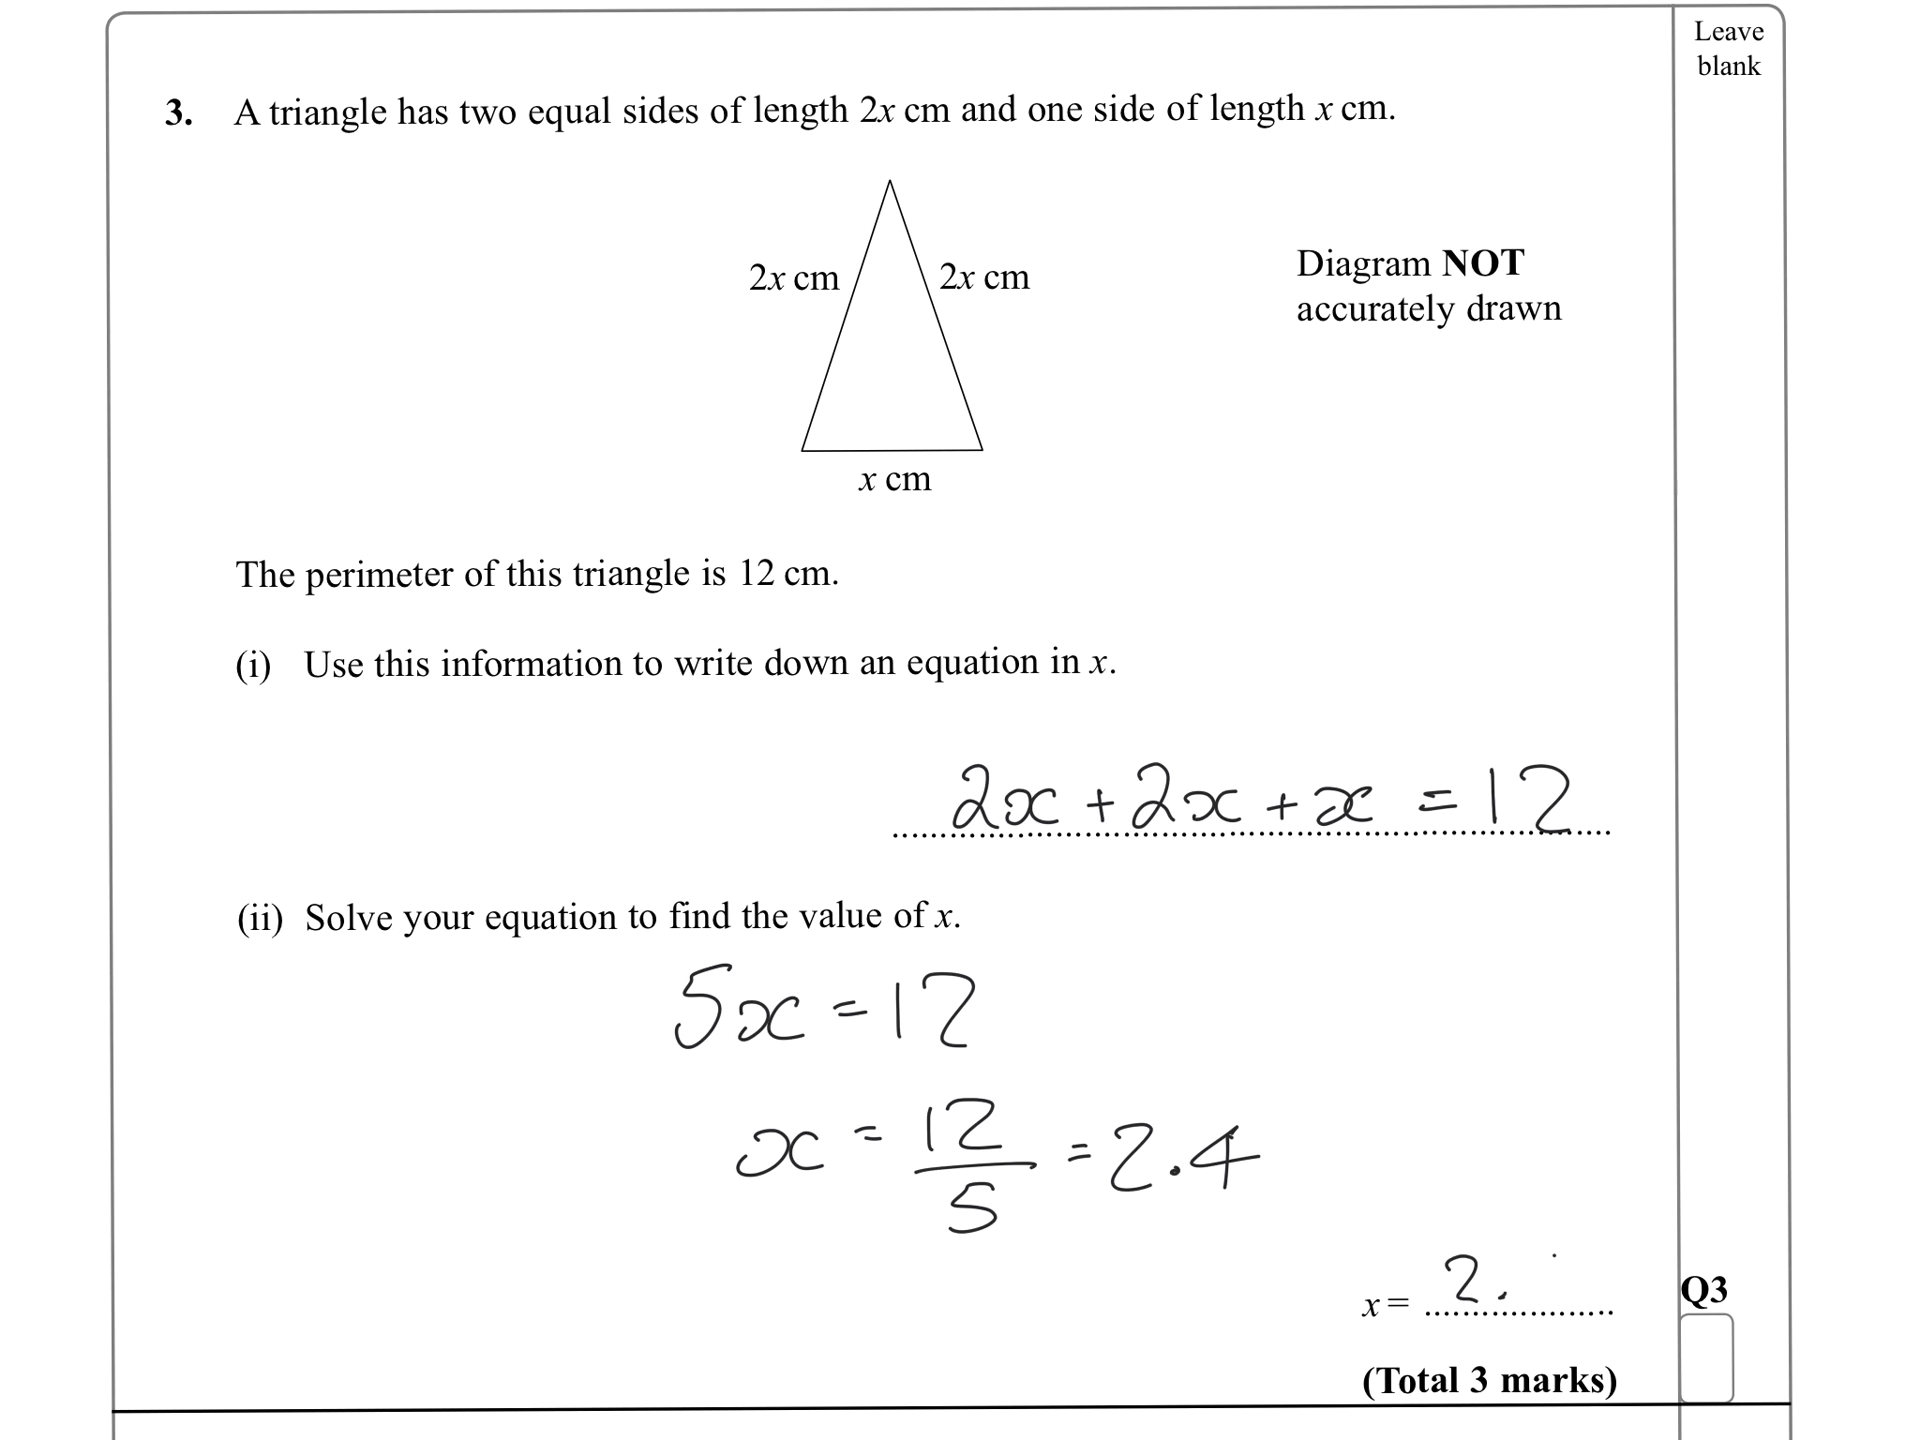 Leave
blank
3. A triangle has two equal sides of length 2x cm and one side of length x cm.
2x cm
2x cm
Diagram NOT
accurately drawn
x cm
The perimeter of this triangle is 12 cm.
(i) Use this information to write down an equation in x.
2x + 2x + x = 12
(ii) Solve your equation to find the value of x.
5x = 12
x = 12/5 = 2.4
x = 2.
Q3
(Total 3 marks)